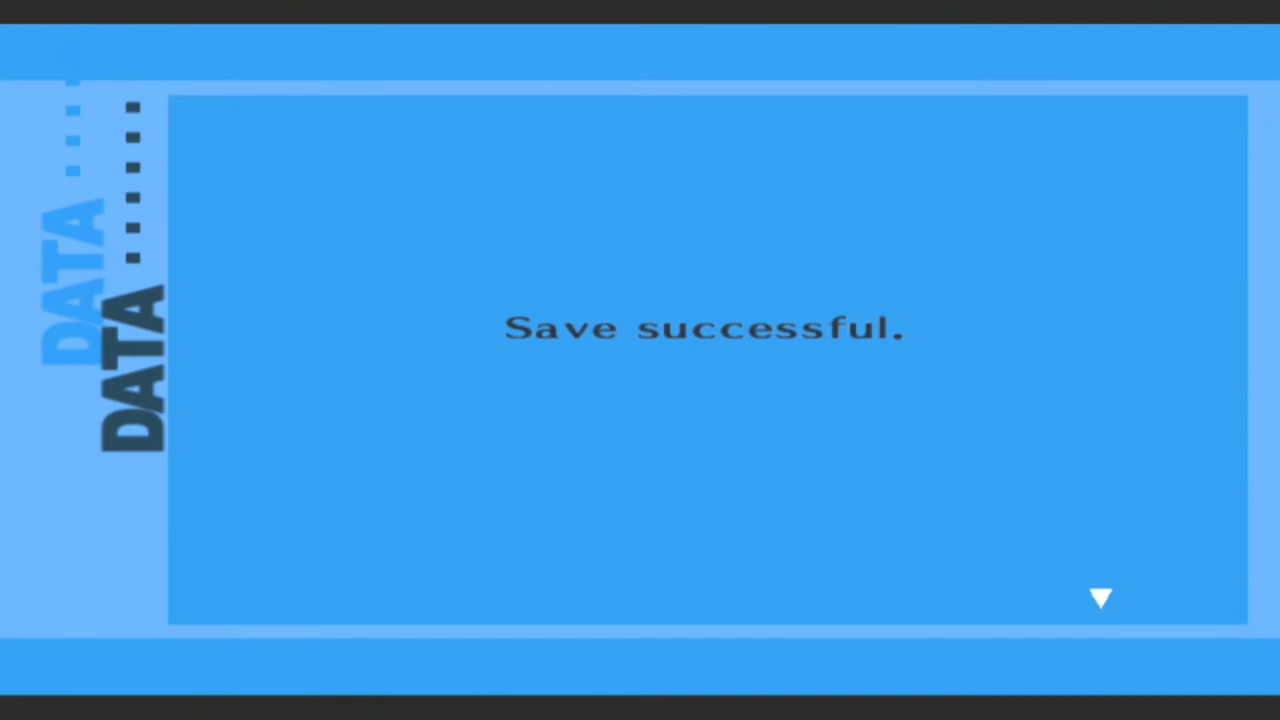 DATA ......
DATA ....
Save successful.